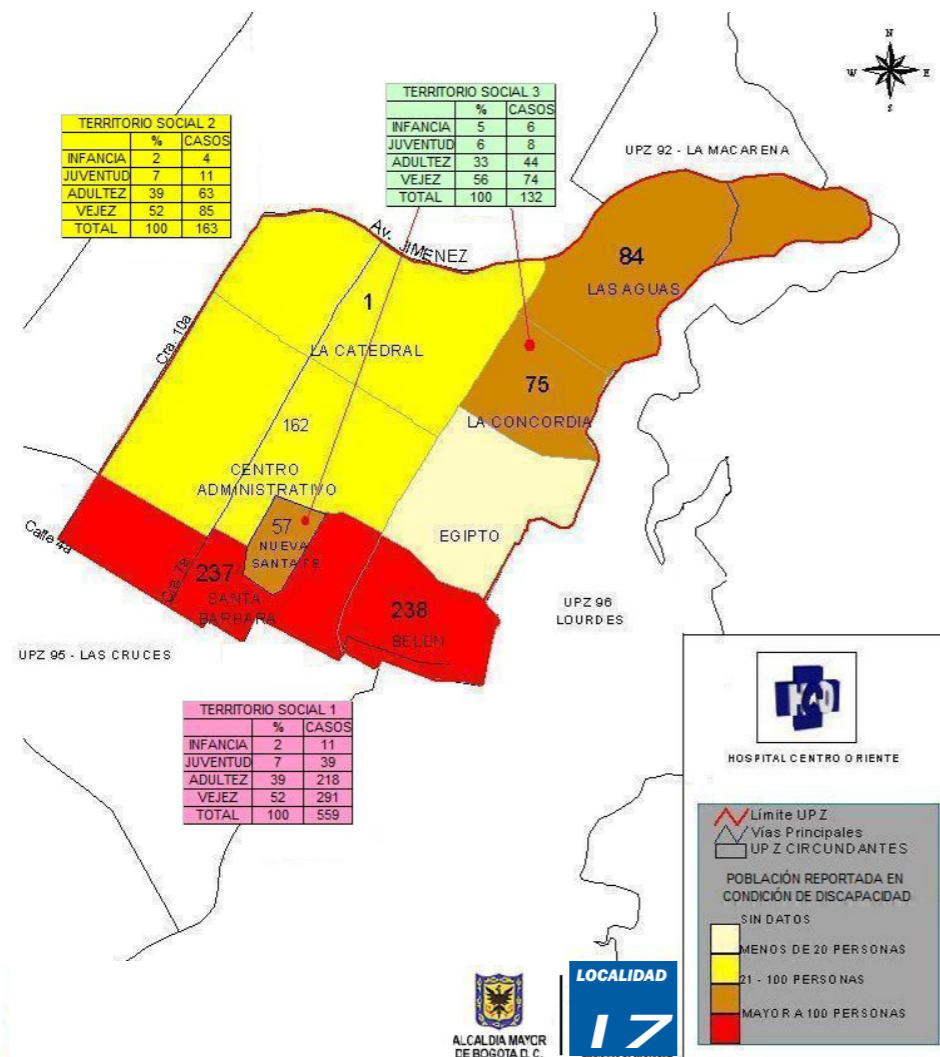 N
W E
S
TERRITORIO SOCIAL 3
% CASOS
INFANCIA 5 6
JUVENTUD 6 8
ADULTEZ 33 44
VEJEZ 56 74
TOTAL 100 132
TERRITORIO SOCIAL 2
% CASOS
INFANCIA 2 4
JUVENTUD 7 11
ADULTEZ 39 63
VEJEZ 52 85
TOTAL 100 163
UPZ 92 - LA MACARENA
Av. JIMENEZ
84
LAS AGUAS
1
LA CATEDRAL
Cra. 10a
75
LA CONCORDIA
162
CENTRO
ADMINISTRATIVO
57
NUEVA
SANTA FE
EGIPTO
Calle 4a
Cra. 7a
237
SANTA
BARBARA
238
BELEN
UPZ 96
LOURDES
UPZ 95 - LAS CRUCES
TERRITORIO SOCIAL 1
% CASOS
INFANCIA 2 11
JUVENTUD 7 39
ADULTEZ 39 218
VEJEZ 52 291
TOTAL 100 559
HCO
HOSPITAL CENTRO ORIENTE
Límite UPZ
Vías Principales
UPZ CIRCUNDANTES
POBLACIÓN REPORTADA EN
CONDICIÓN DE DISCAPACIDAD
SIN DATOS
MENOS DE 20 PERSONAS
21 - 100 PERSONAS
MAYOR A 100 PERSONAS
ALCALDIA MAYOR
DE BOGOTA D. C.
LOCALIDAD
17